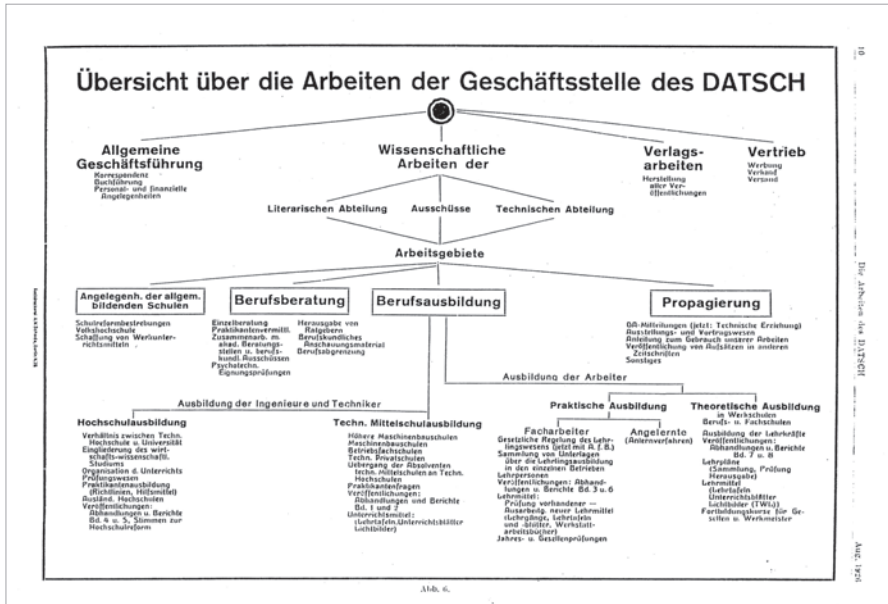 10
Die Arbeiten des DATSCH
Aug. 1926
Übersicht über die Arbeiten der Geschäftsstelle des DATSCH
Allgemeine
Geschäftsführung
Korrespondenz
Buchführung
Personal- und finanzielle
Angelegenheiten
Wissenschaftliche
Arbeiten der
Verlags-
arbeiten
Herstellung
aller Ver-
öffentlichungen
Vertrieb
Werbung
Verkauf
Versand
Literarischen Abteilung
Ausschüsse
Technischen Abteilung
Arbeitsgebiete
Angelegenh. der allgem.
bildenden Schulen
Schulreformbestrebungen
Volkshochschule
Schaffung von Werkunter-
richtsmitteln
Berufsberatung
Einzelberatung
Praktikantenvermittl.
Zusammenarb. m.
akad. Beratungs-
stellen u. berufs-
kundl. Ausschüssen
Psychotechn.
Eignungsprüfungen
Herausgabe von
Ratgebern
Berufskundliches
Anschauungsmaterial
Berufsabgrenzung
Berufsausbildung
Propagierung
DA-Mitteilungen (jetzt: Technische Erziehung)
Ausstellungs- und Vortragswesen
Anleitung zum Gebrauch unserer Arbeiten
Veröffentlichung von Aufsätzen in anderen
Zeitschriften
Sonstiges
Ausbildung der Ingenieure und Techniker
Ausbildung der Arbeiter
Hochschulausbildung
Verhältnis zwischen Techn.
Hochschule u. Universität
Eingliederung des wirt-
schafts-wissenschaftl.
Studiums
Organisation d. Unterrichts
Prüfungswesen
Praktikantenausbildung
(Richtlinien, Hilfsmittel)
Ausländ. Hochschulen
Veröffentlichungen:
Abhandlungen u. Berichte
Bd. 4 u. 5, Stimmen zur
Hochschulreform
Techn. Mittelschulausbildung
Höhere Maschinenbauschulen
Maschinenbauschulen
Betriebsfachschulen
Techn. Privatschulen
Uebergang der Absolventen
techn. Mittelschulen an Techn.
Hochschulen
Praktikantenfragen
Veröffentlichungen:
Abhandlungen und Berichte
Bd. 1 und 2
Unterrichtsmittel:
(Lehrtafeln, Unterrichtsblätter
Lichtbilder)
Praktische Ausbildung
Facharbeiter
Gesetzliche Regelung des Lehr-
lingswesens (jetzt mit A. f. B.)
Sammlung von Unterlagen
über die Lehrlingsausbildung
in den einzelnen Betrieben
Lehrpersonen
Veröffentlichungen: Abhand-
lungen u. Berichte Bd. 3 u. 6
Lehrmittel:
Prüfung vorhandener —
Ausarbeitg. neuer Lehrmittel
(Lehrgänge, Lehrtafeln
und -blätter, Werkstatt-
arbeitsbücher)
Jahres- u. Gesellenprüfungen
Angelernte
(Anlernverfahren)
Theoretische Ausbildung
in Werkschulen
Berufs- u. Fachschulen
Ausbildung der Lehrkräfte
Veröffentlichungen:
Abhandlungen u. Berichte
Bd. 7 u. 8
Lehrpläne
(Sammlung, Prüfung
Herausgabe)
Lehrmittel
(Lehrtafeln
Unterrichtsblätter
Lichtbilder (TWL))
Fortbildungskurse für Ge-
sellen u. Werkmeister
Abb. 6.